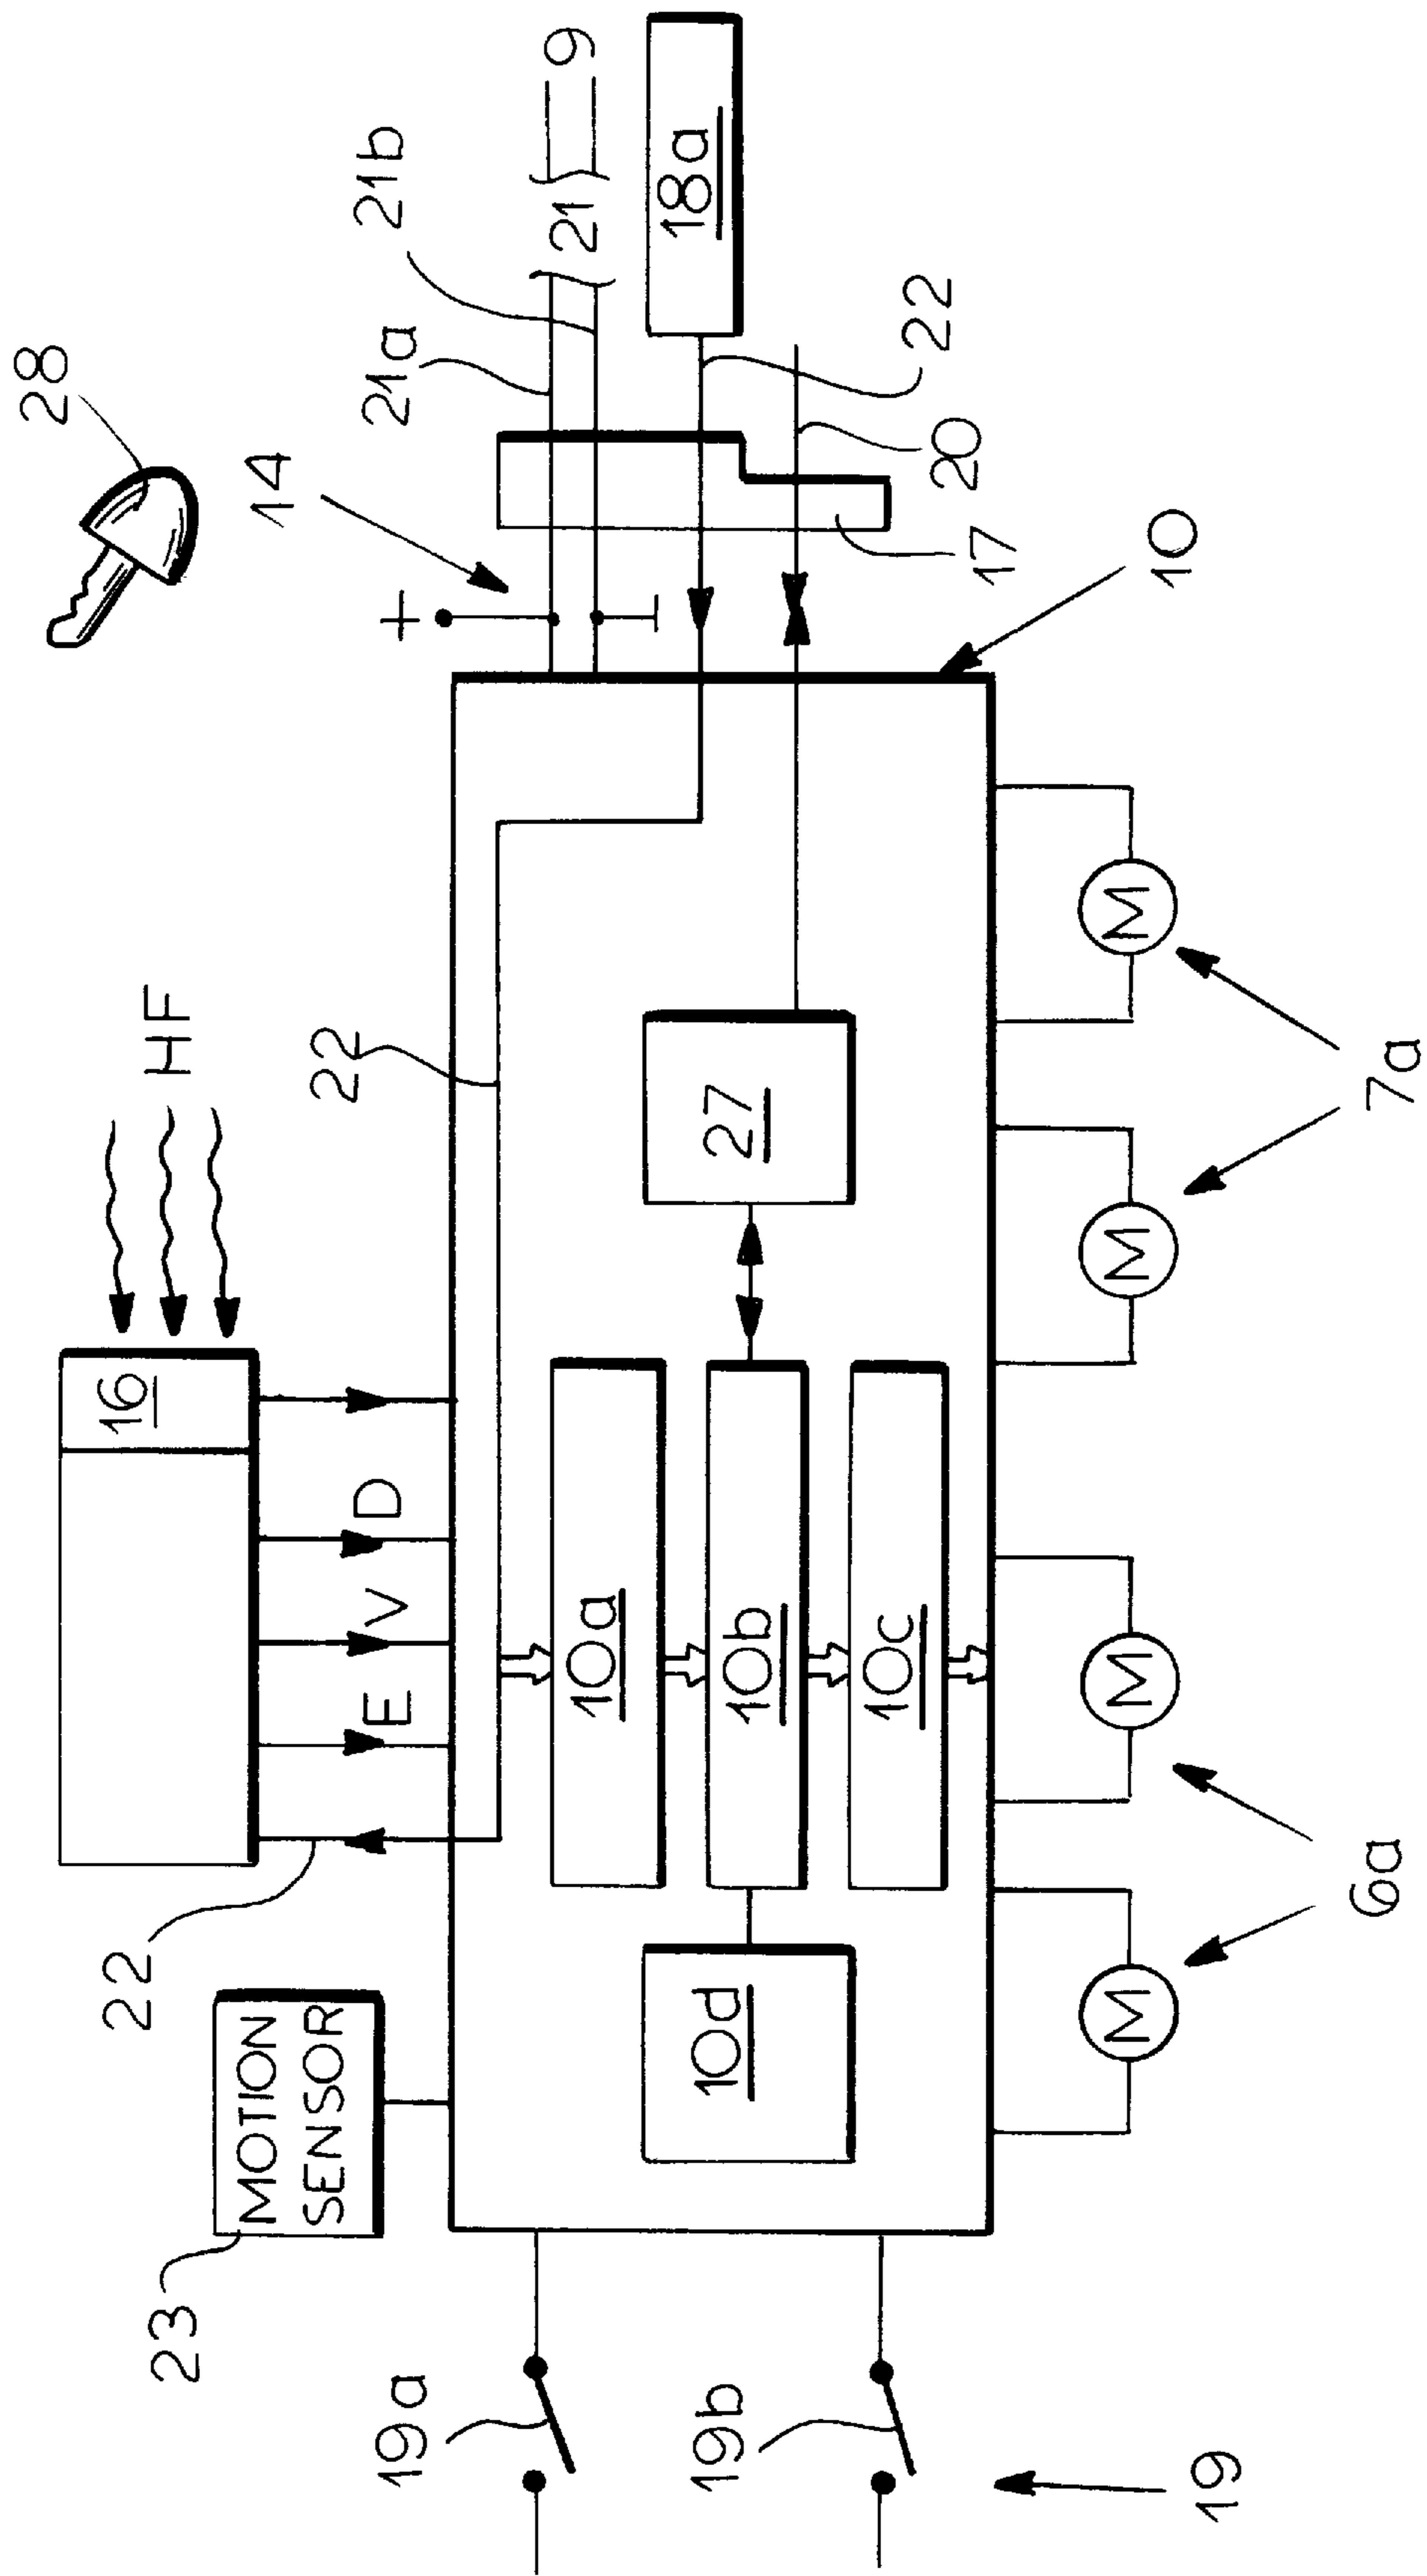 28
HF
16
22
MOTION
SENSOR
23
14
+
21a
21b
21
9
22
E
V
D
18a
22
20
17
10
10a
10b
10c
10d
27
19a
19b
19
M
M
M
M
6a
7a